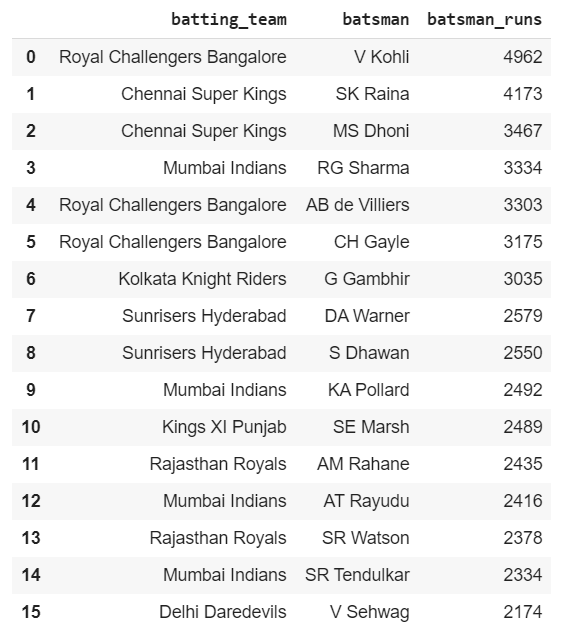 batting_team batsman batsman_runs
0 Royal Challengers Bangalore V Kohli 4962
1 Chennai Super Kings SK Raina 4173
2 Chennai Super Kings MS Dhoni 3467
3 Mumbai Indians RG Sharma 3334
4 Royal Challengers Bangalore AB de Villiers 3303
5 Royal Challengers Bangalore CH Gayle 3175
6 Kolkata Knight Riders G Gambhir 3035
7 Sunrisers Hyderabad DA Warner 2579
8 Sunrisers Hyderabad S Dhawan 2550
9 Mumbai Indians KA Pollard 2492
10 Kings XI Punjab SE Marsh 2489
11 Rajasthan Royals AM Rahane 2435
12 Mumbai Indians AT Rayudu 2416
13 Rajasthan Royals SR Watson 2378
14 Mumbai Indians SR Tendulkar 2334
15 Delhi Daredevils V Sehwag 2174